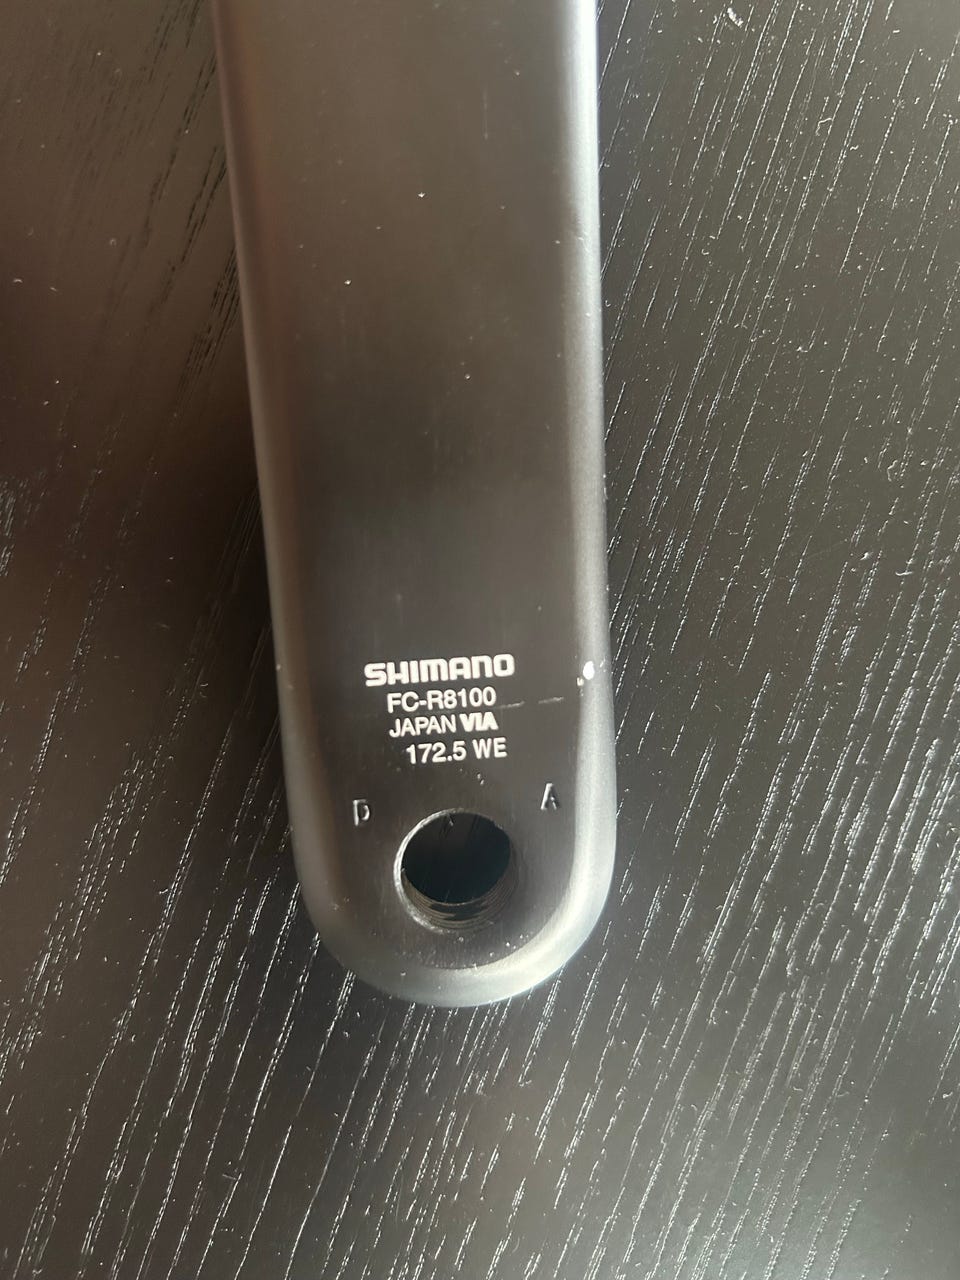 SHIMANO
FC-R8100
JAPAN VIA
172.5 WE
D A